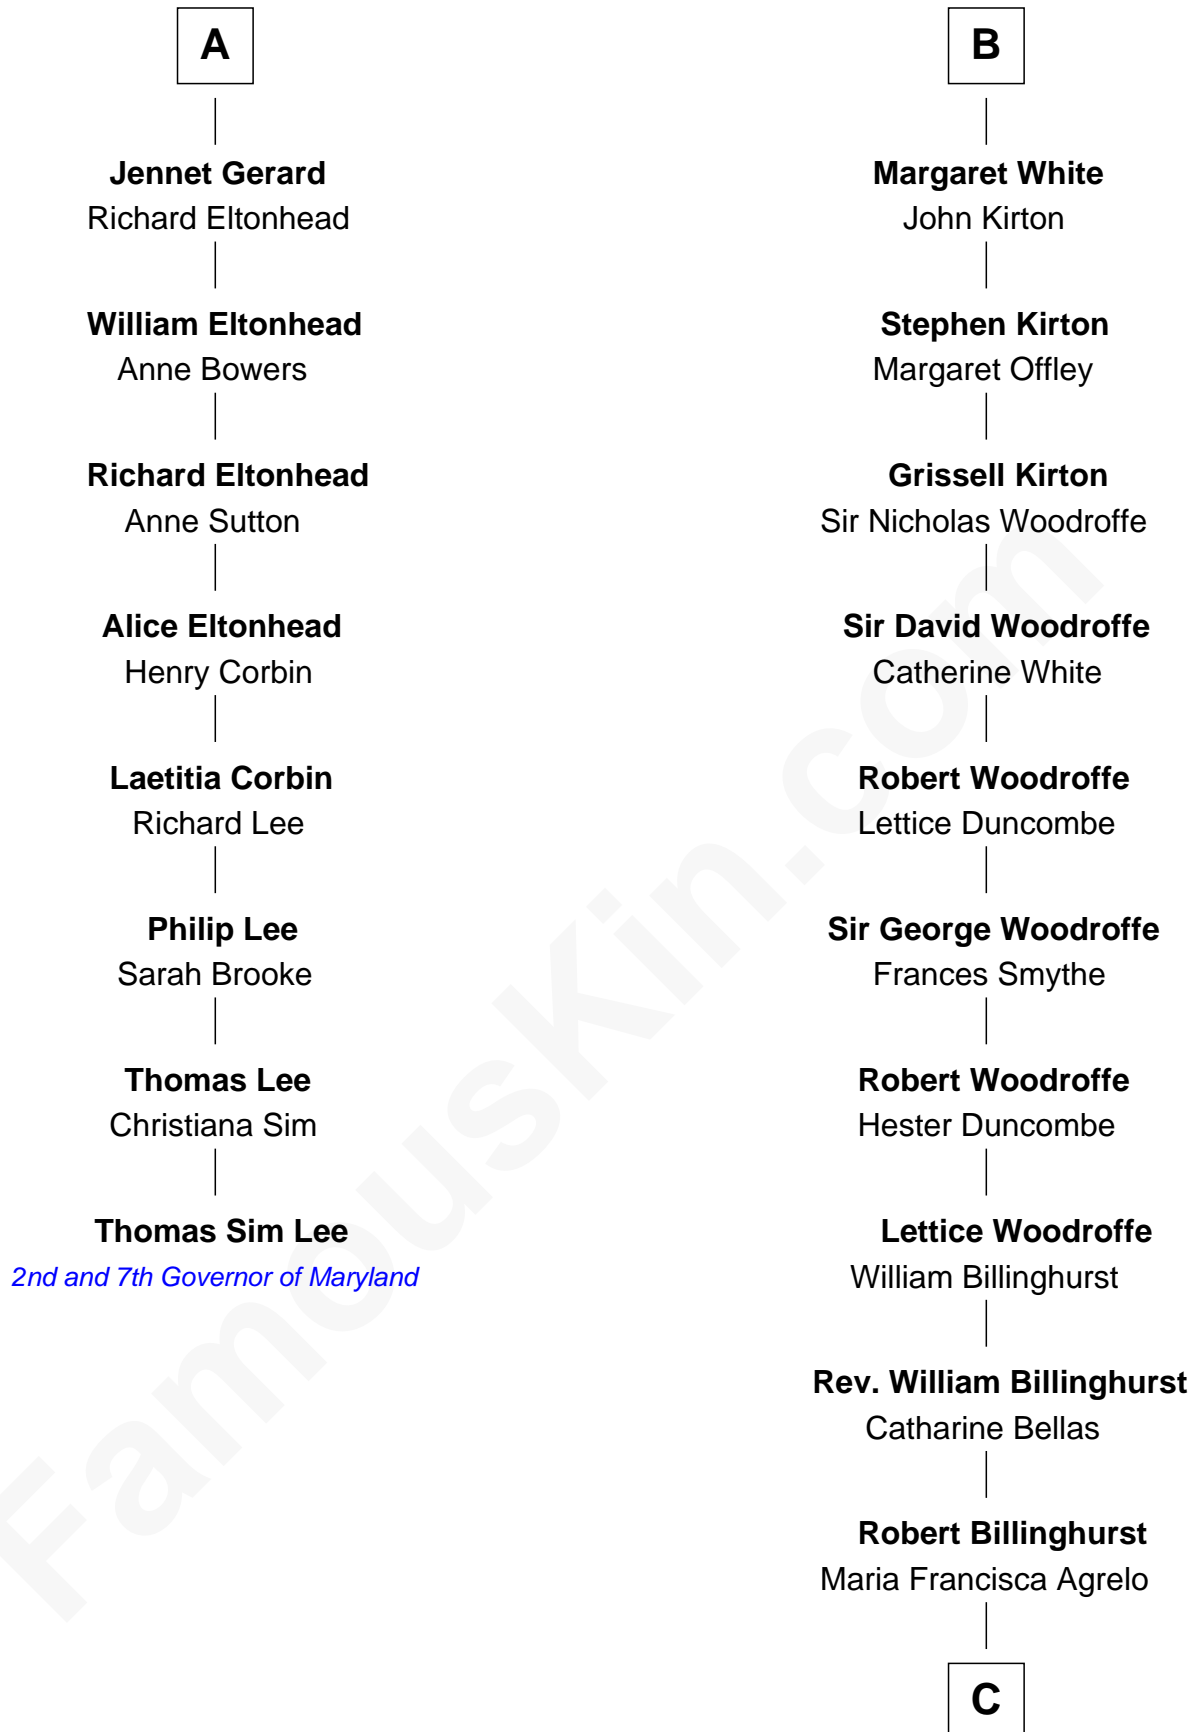 A
Jennet Gerard
Richard Eltonhead
William Eltonhead
Anne Bowers
Richard Eltonhead
Anne Sutton
Alice Eltonhead
Henry Corbin
Laetitia Corbin
Richard Lee
Philip Lee
Sarah Brooke
Thomas Lee
Christiana Sim
Thomas Sim Lee
2nd and 7th Governor of Maryland
B
Margaret White
John Kirton
Stephen Kirton
Margaret Offley
Grissell Kirton
Sir Nicholas Woodroffe
Sir David Woodroffe
Catherine White
Robert Woodroffe
Lettice Duncombe
Sir George Woodroffe
Frances Smythe
Robert Woodroffe
Hester Duncombe
Lettice Woodroffe
William Billinghurst
Rev. William Billinghurst
Catharine Bellas
Robert Billinghurst
Maria Francisca Agrelo
C
FamousKin.com